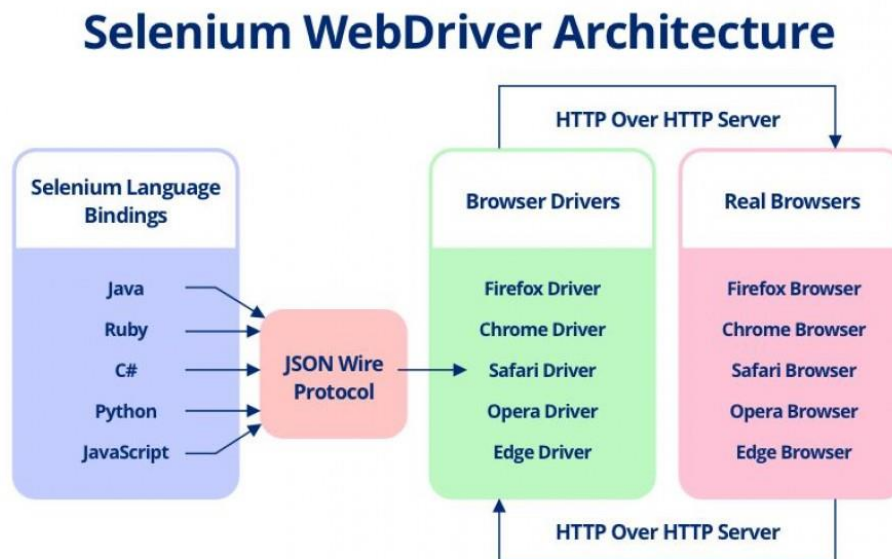 Selenium WebDriver Architecture
HTTP Over HTTP Server
Selenium Language
Bindings
Java
Ruby
C#
Python
JavaScript
JSON Wire
Protocol
Browser Drivers
Firefox Driver
Chrome Driver
Safari Driver
Opera Driver
Edge Driver
Real Browsers
Firefox Browser
Chrome Browser
Safari Browser
Opera Browser
Edge Browser
HTTP Over HTTP Server